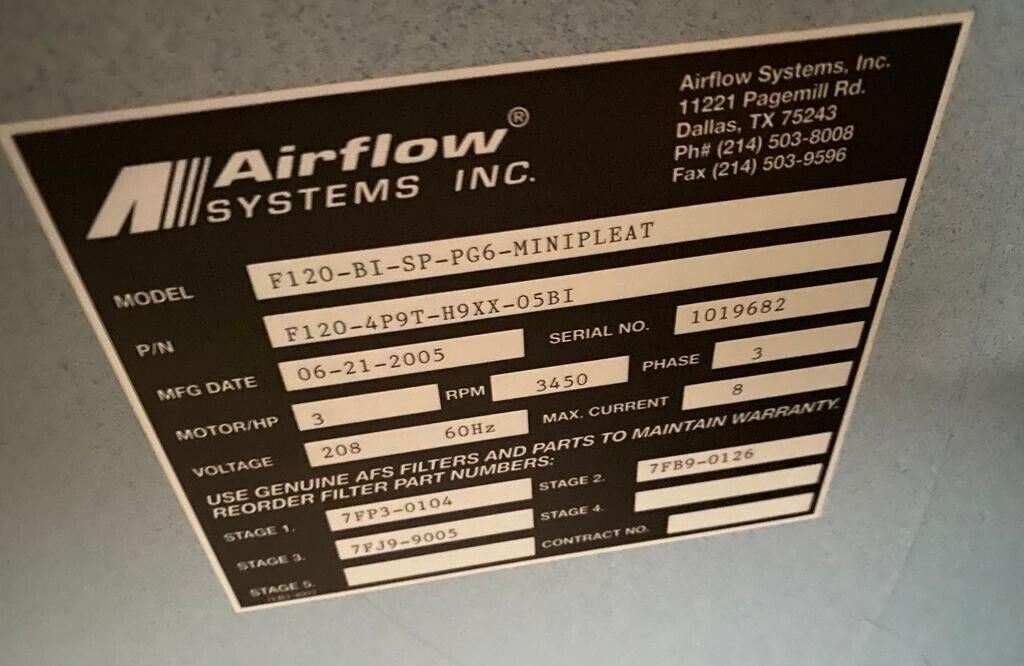 Airflow®
SYSTEMS INC.
Airflow Systems, Inc.
11221 Pagemill Rd.
Dallas, TX 75243
Ph# (214) 503-8008
Fax (214) 503-9596
MODEL F120-BI-SP-PG6-MINIPLEAT
P/N F120-4P9T-H9XX-05BI
MFG DATE 06-21-2005 SERIAL NO. 1019682
MOTOR/HP 3 RPM 3450 PHASE 3
VOLTAGE 208 60Hz MAX. CURRENT 8
USE GENUINE AFS FILTERS AND PARTS TO MAINTAIN WARRANTY.
REORDER FILTER PART NUMBERS:
STAGE 1. 7FP3-0104 STAGE 2. 7FB9-0126
STAGE 3. 7FJ9-9005 STAGE 4.
STAGE 5. CONTRACT NO.